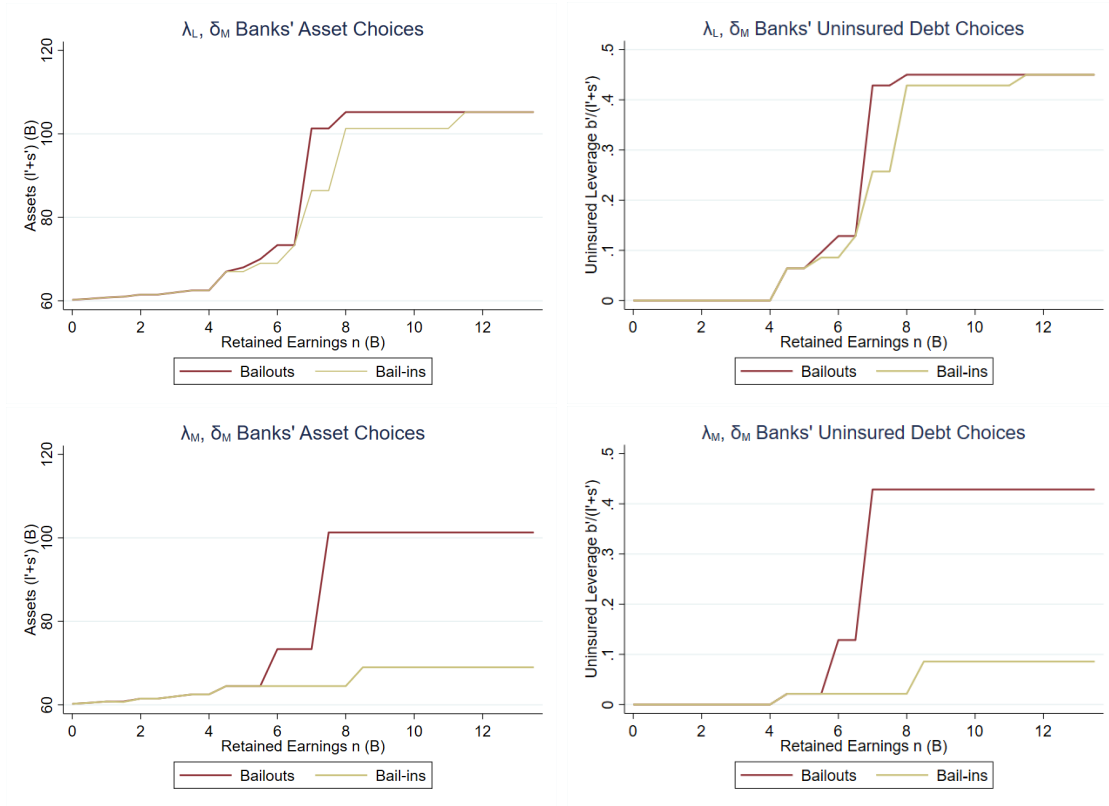 λL, δM Banks' Asset Choices
Assets (l'+s') (B)
120
100
80
60
0 2 4 6 8 10 12
Retained Earnings n (B)
Bailouts Bail-ins
λL, δM Banks' Uninsured Debt Choices
Uninsured Leverage b'/(l'+s')
.5
.4
.3
.2
.1
0
0 2 4 6 8 10 12
Retained Earnings n (B)
Bailouts Bail-ins
λM, δM Banks' Asset Choices
Assets (l'+s') (B)
120
100
80
60
0 2 4 6 8 10 12
Retained Earnings n (B)
Bailouts Bail-ins
λM, δM Banks' Uninsured Debt Choices
Uninsured Leverage b'/(l'+s')
.5
.4
.3
.2
.1
0
0 2 4 6 8 10 12
Retained Earnings n (B)
Bailouts Bail-ins